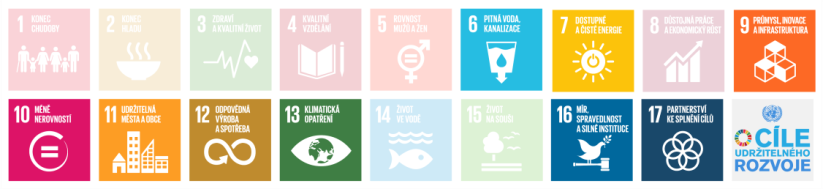 1 KONEC
CHUDOBY
2 KONEC
HLADU
3 ZDRAVÍ
A KVALITNÍ ŽIVOT
4 KVALITNÍ
VZDĚLÁNÍ
5 ROVNOST
MUŽŮ A ŽEN
6 PITNÁ VODA,
KANALIZACE
7 DOSTUPNÉ
A ČISTÉ ENERGIE
8 DŮSTOJNÁ PRÁCE
A EKONOMICKÝ RŮST
9 PRŮMYSL, INOVACE
A INFRASTRUKTURA
10 MÉNĚ
NEROVNOSTÍ
11 UDRŽITELNÁ
MĚSTA A OBCE
12 ODPOVĚDNÁ
VÝROBA
A SPOTŘEBA
13 KLIMATICKÁ
OPATŘENÍ
14 ŽIVOT
VE VODĚ
15 ŽIVOT
NA SOUŠI
16 MÍR,
SPRAVEDLNOST
A SILNÉ INSTITUCE
17 PARTNERSTVÍ
KE SPLNĚNÍ CÍLŮ
CÍLE
UDRŽITELNÉHO
ROZVOJE